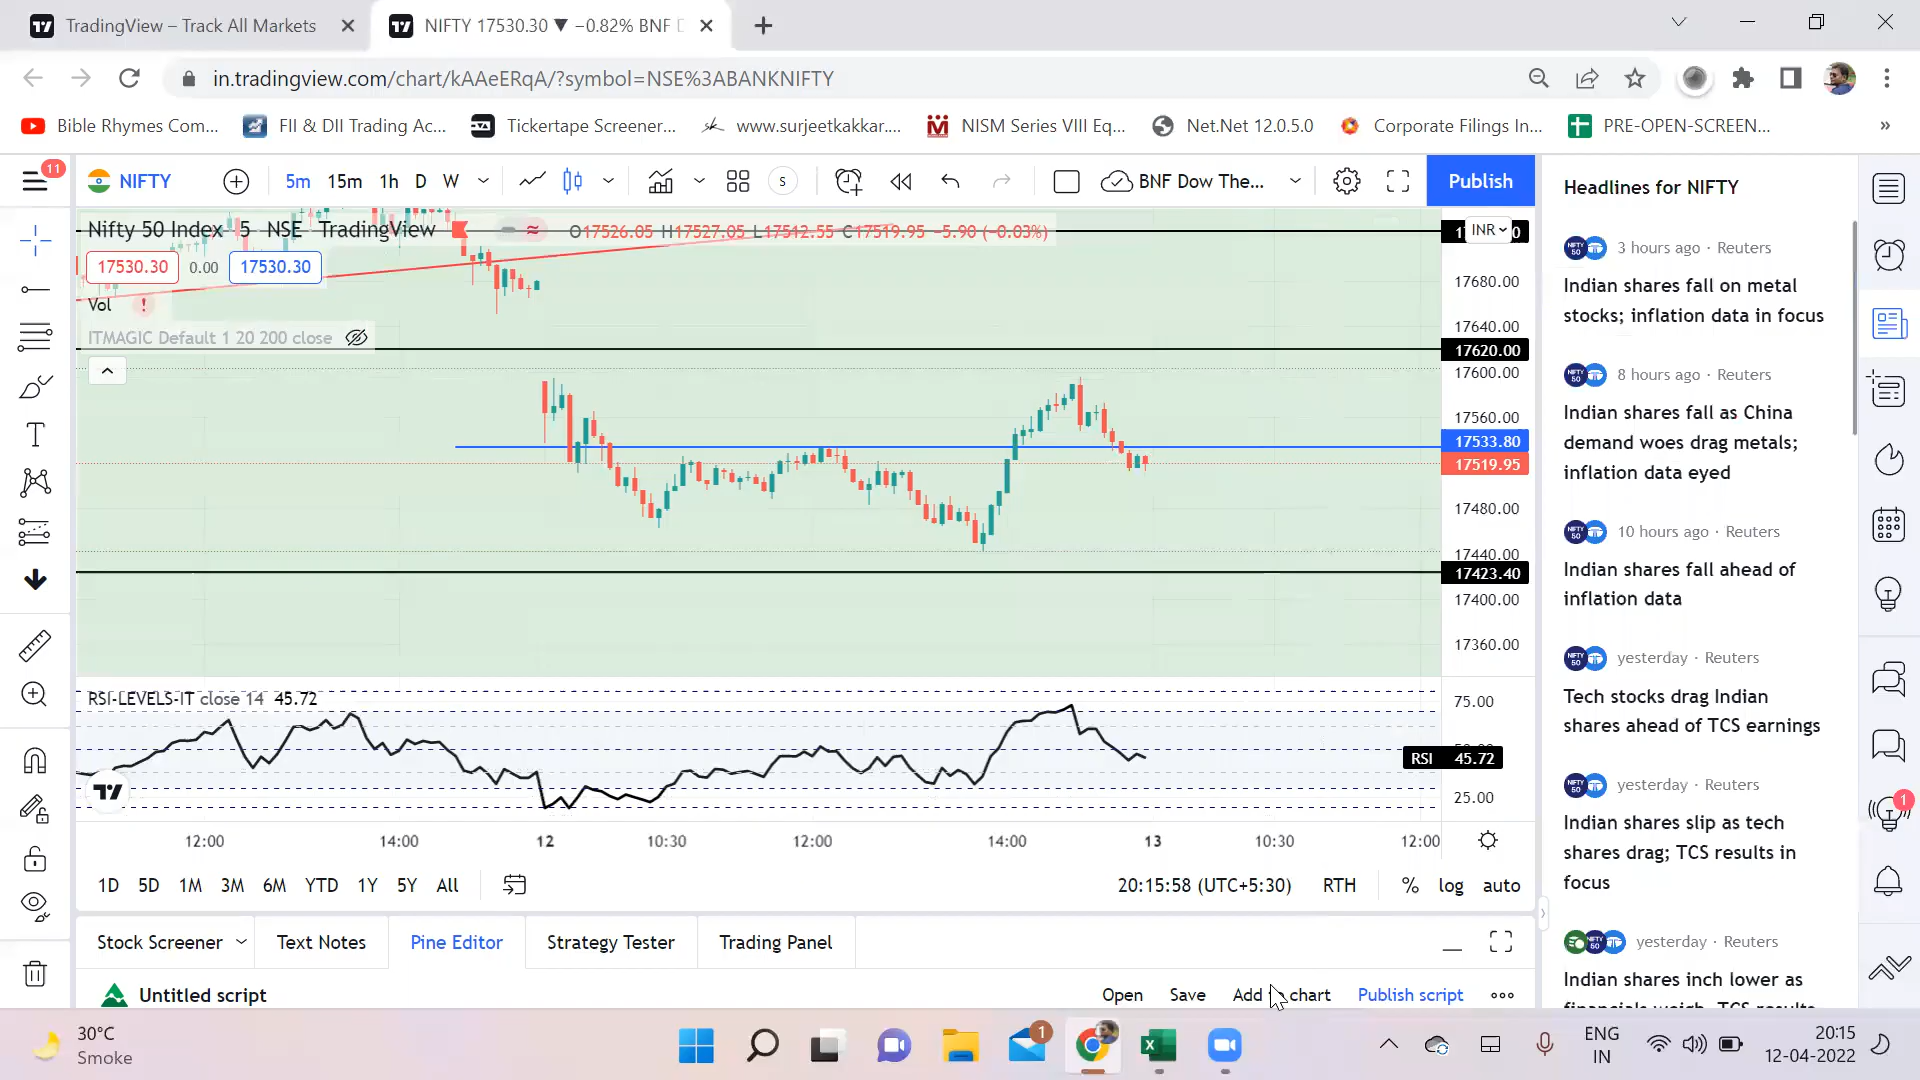 TradingView – Track All Markets
NIFTY 17530.30 ▼ −0.82% BNF D
in.tradingview.com/chart/kAAeERqA/?symbol=NSE%3ABANKNIFTY
Bible Rhymes Com...
FII & DII Trading Ac...
Tickertape Screener...
www.surjeetkakkar....
NISM Series VIII Eq...
Net.Net 12.0.5.0
Corporate Filings In...
PRE-OPEN-SCREEN...
»
11
NIFTY
5m 15m 1h D W
S
BNF Dow The...
Publish
Nifty 50 Index 5 NSE TradingView
O17526.05 H17527.05 L17512.55 C17519.95 −5.90 (−0.03%)
17530.30 0.00 17530.30
Vol
ITMAGIC Default 1 20 200 close
INR
17680.00
17640.00
17620.00
17600.00
17560.00
17533.80
17519.95
17480.00
17440.00
17423.40
17400.00
17360.00
RSI-LEVELS-IT close 14 45.72
75.00
RSI 45.72
25.00
12:00 14:00 12 10:30 12:00 14:00 13 10:30 12:00
1D 5D 1M 3M 6M YTD 1Y 5Y All
20:15:58 (UTC+5:30) RTH % log auto
Stock Screener Text Notes Pine Editor Strategy Tester Trading Panel
Untitled script
Open Save Add to chart Publish script
Headlines for NIFTY
3 hours ago · Reuters
Indian shares fall on metal
stocks; inflation data in focus
8 hours ago · Reuters
Indian shares fall as China
demand woes drag metals;
inflation data eyed
10 hours ago · Reuters
Indian shares fall ahead of
inflation data
yesterday · Reuters
Tech stocks drag Indian
shares ahead of TCS earnings
yesterday · Reuters
Indian shares slip as tech
shares drag; TCS results in
focus
yesterday · Reuters
Indian shares inch lower as
financials weigh, TCS results
1
30°C
Smoke
1
ENG
IN
20:15
12-04-2022